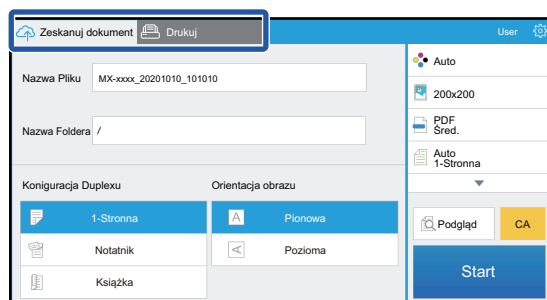 Zeskanuj dokument Drukuj User
Nazwa Pliku MX-xxxx_20201010_101010
Nazwa Foldera /
Koniguracja Duplexu Orientacja obrazu
1-Stronna A Pionowa
Notatnik A Pozioma
Książka
Auto
200x200
PDF
Śred.
Auto
1-Stronna
Podgląd CA
Start